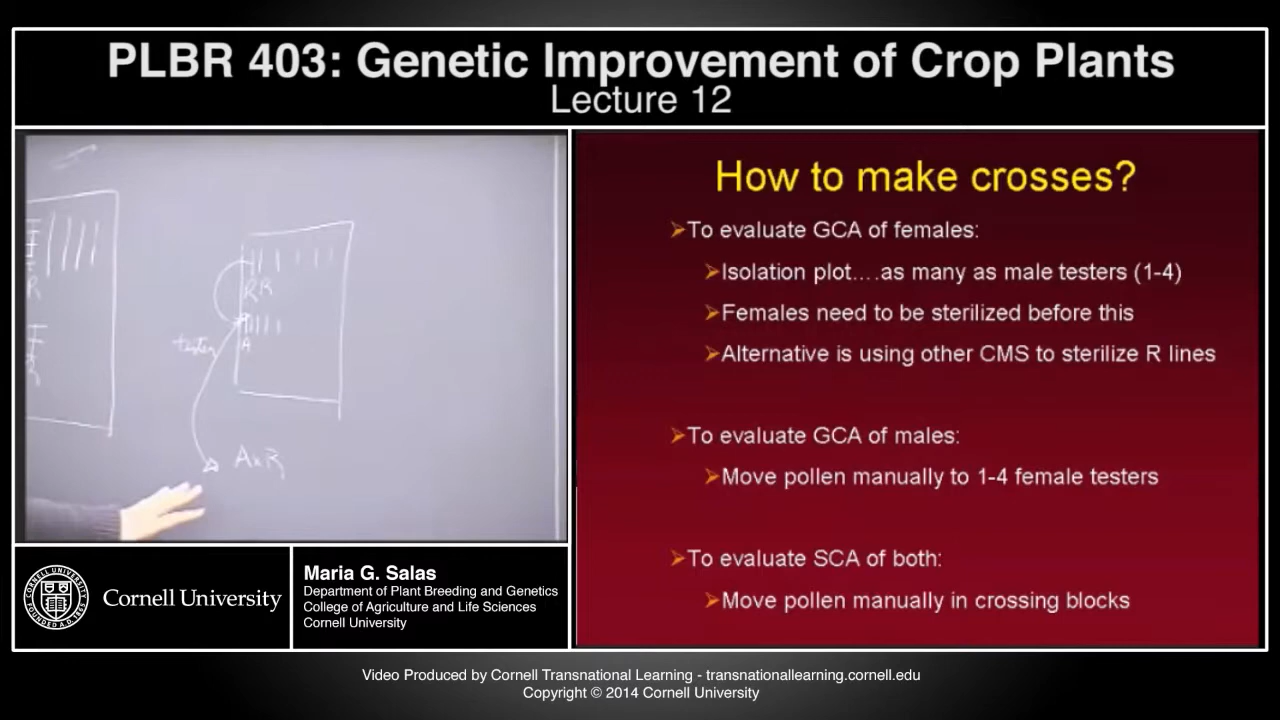 PLBR 403: Genetic Improvement of Crop Plants
Lecture 12
R
R
RR
tester
A
AxR
How to make crosses?
To evaluate GCA of females:
Isolation plot....as many as male testers (1-4)
Females need to be sterilized before this
Alternative is using other CMS to sterilize R lines
To evaluate GCA of males:
Move pollen manually to 1-4 female testers
To evaluate SCA of both:
Move pollen manually in crossing blocks
Cornell University
Maria G. Salas
Department of Plant Breeding and Genetics
College of Agriculture and Life Sciences
Cornell University
Video Produced by Cornell Transnational Learning - transnationallearning.cornell.edu
Copyright © 2014 Cornell University